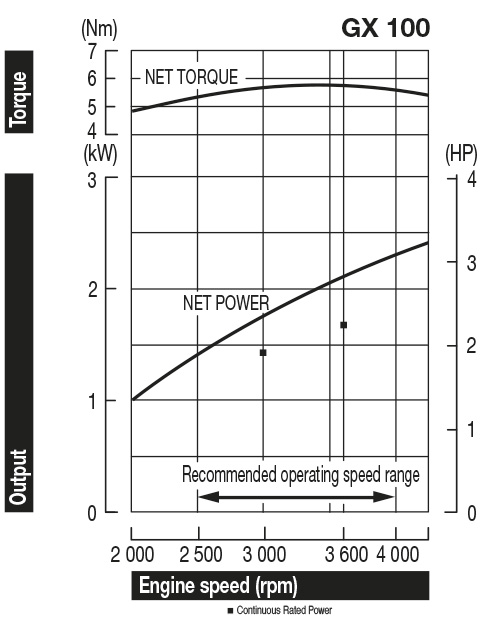 (Nm) GX 100
7
6 NET TORQUE
5
4
Torque
(kW) (HP)
3 4
3
2
NET POWER
2
1
1
Recommended operating speed range
0 0
Output
2 000 2 500 3 000 3 600 4 000
Engine speed (rpm)
■ Continuous Rated Power